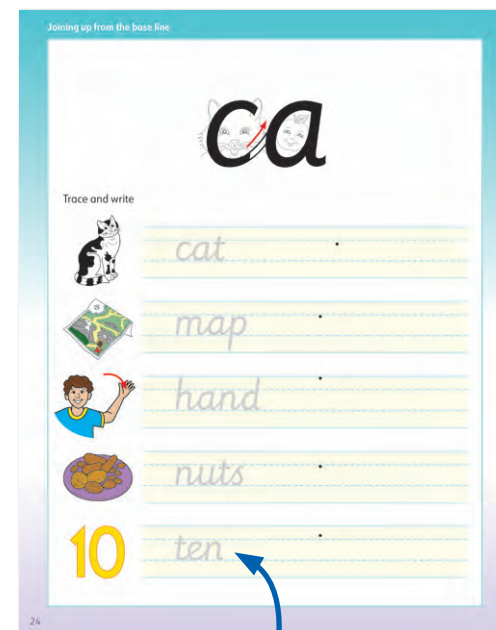 Joining up from the base line
ca
Trace and write
cat
map
hand
nuts
10 ten
24